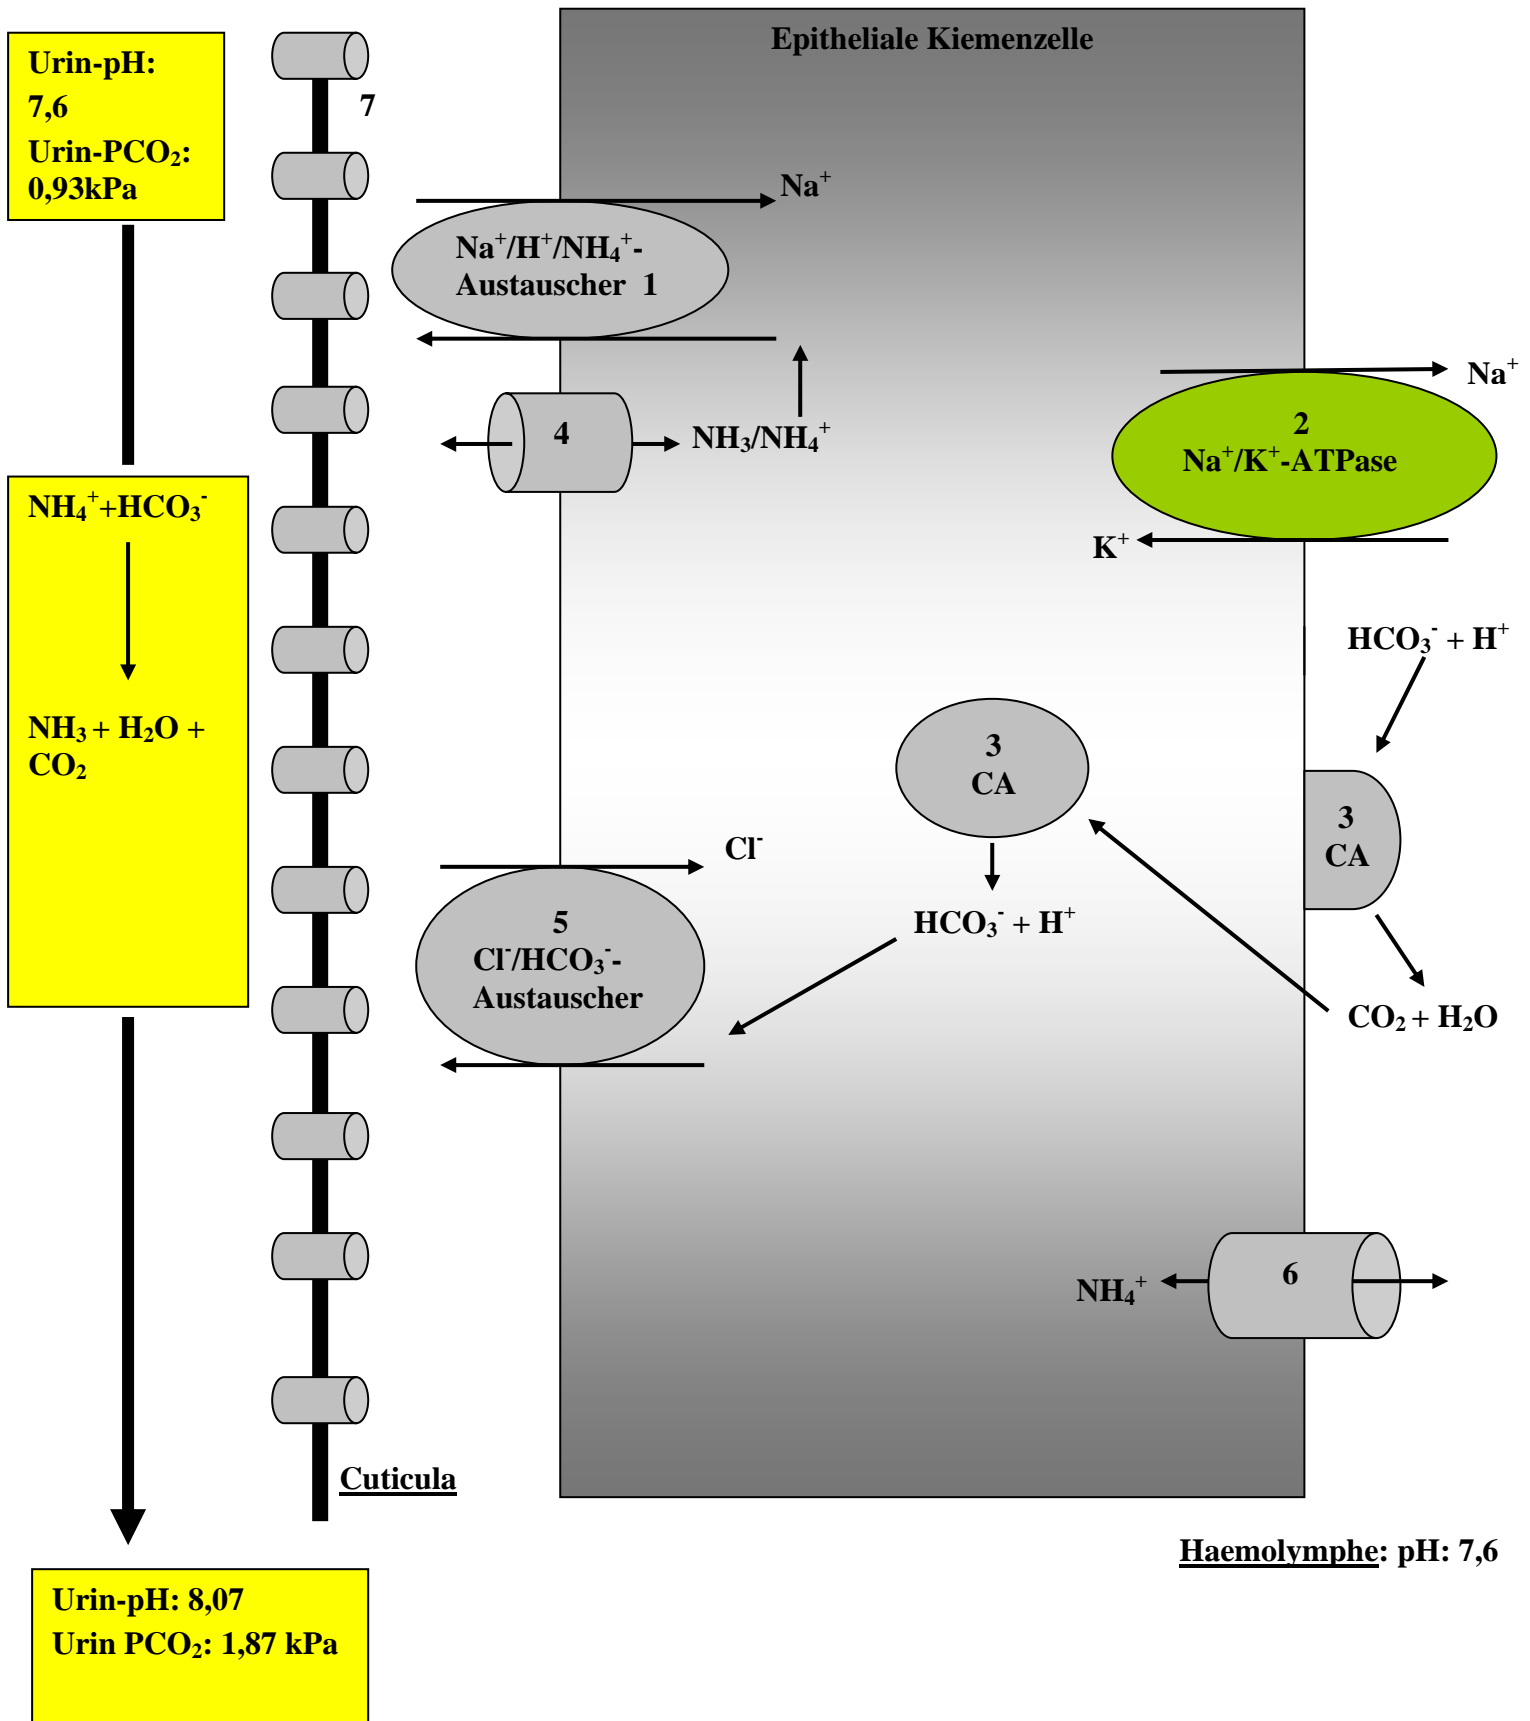 Epitheliale Kiemenzelle
Urin-pH:
7,6
Urin-PCO₂:
0,93kPa
7
Na⁺
Na⁺/H⁺/NH₄⁺-
Austauscher 1
4
NH₃/NH₄⁺
Na⁺
2
Na⁺/K⁺-ATPase
K⁺
NH₄⁺+HCO₃⁻
NH₃ + H₂O +
CO₂
HCO₃⁻ + H⁺
3
CA
3
CA
Cl⁻
HCO₃⁻ + H⁺
5
Cl⁻/HCO₃⁻-
Austauscher
CO₂ + H₂O
6
NH₄⁺
Cuticula
Haemolymphe: pH: 7,6
Urin-pH: 8,07
Urin PCO₂: 1,87 kPa